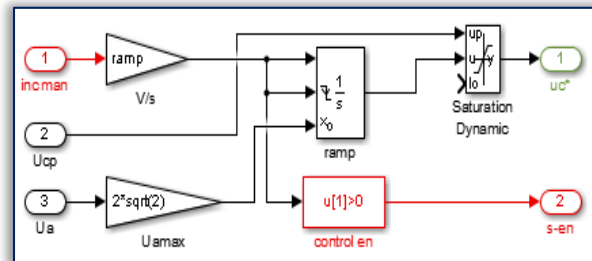 up
1
ramp
u
y
1
incman
V/s
1
s
lo
uc*
2
xo
Saturation
Dynamic
Ucp
ramp
3
2*sqrt(2)
u[1]>0
2
Ua
Uamax
control en
s-en